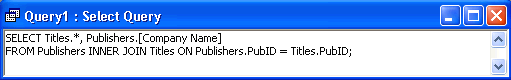 Query1 : Select Query
SELECT Titles.*, Publishers.[Company Name]
FROM Publishers INNER JOIN Titles ON Publishers.PubID = Titles.PubID;